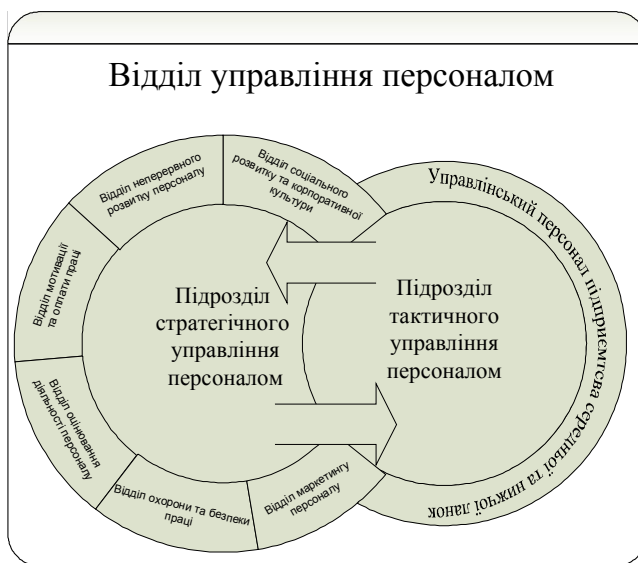 Відділ управління персоналом
Відділ неперервного
розвитку персоналу
Відділ соціального
розвитку та корпоративної
культури
Управлінський персонал підприємтсва середньої та нижчої ланок
Відділ мотивації
та оплати праці
Підрозділ
стратегічного
управління
персоналом
Підрозділ
тактичного
управління
персоналом
Відділ оцінювання
діяльності персоналу
Відділ охорони та безпеки
праці
Відділ маркетингу
персоналу